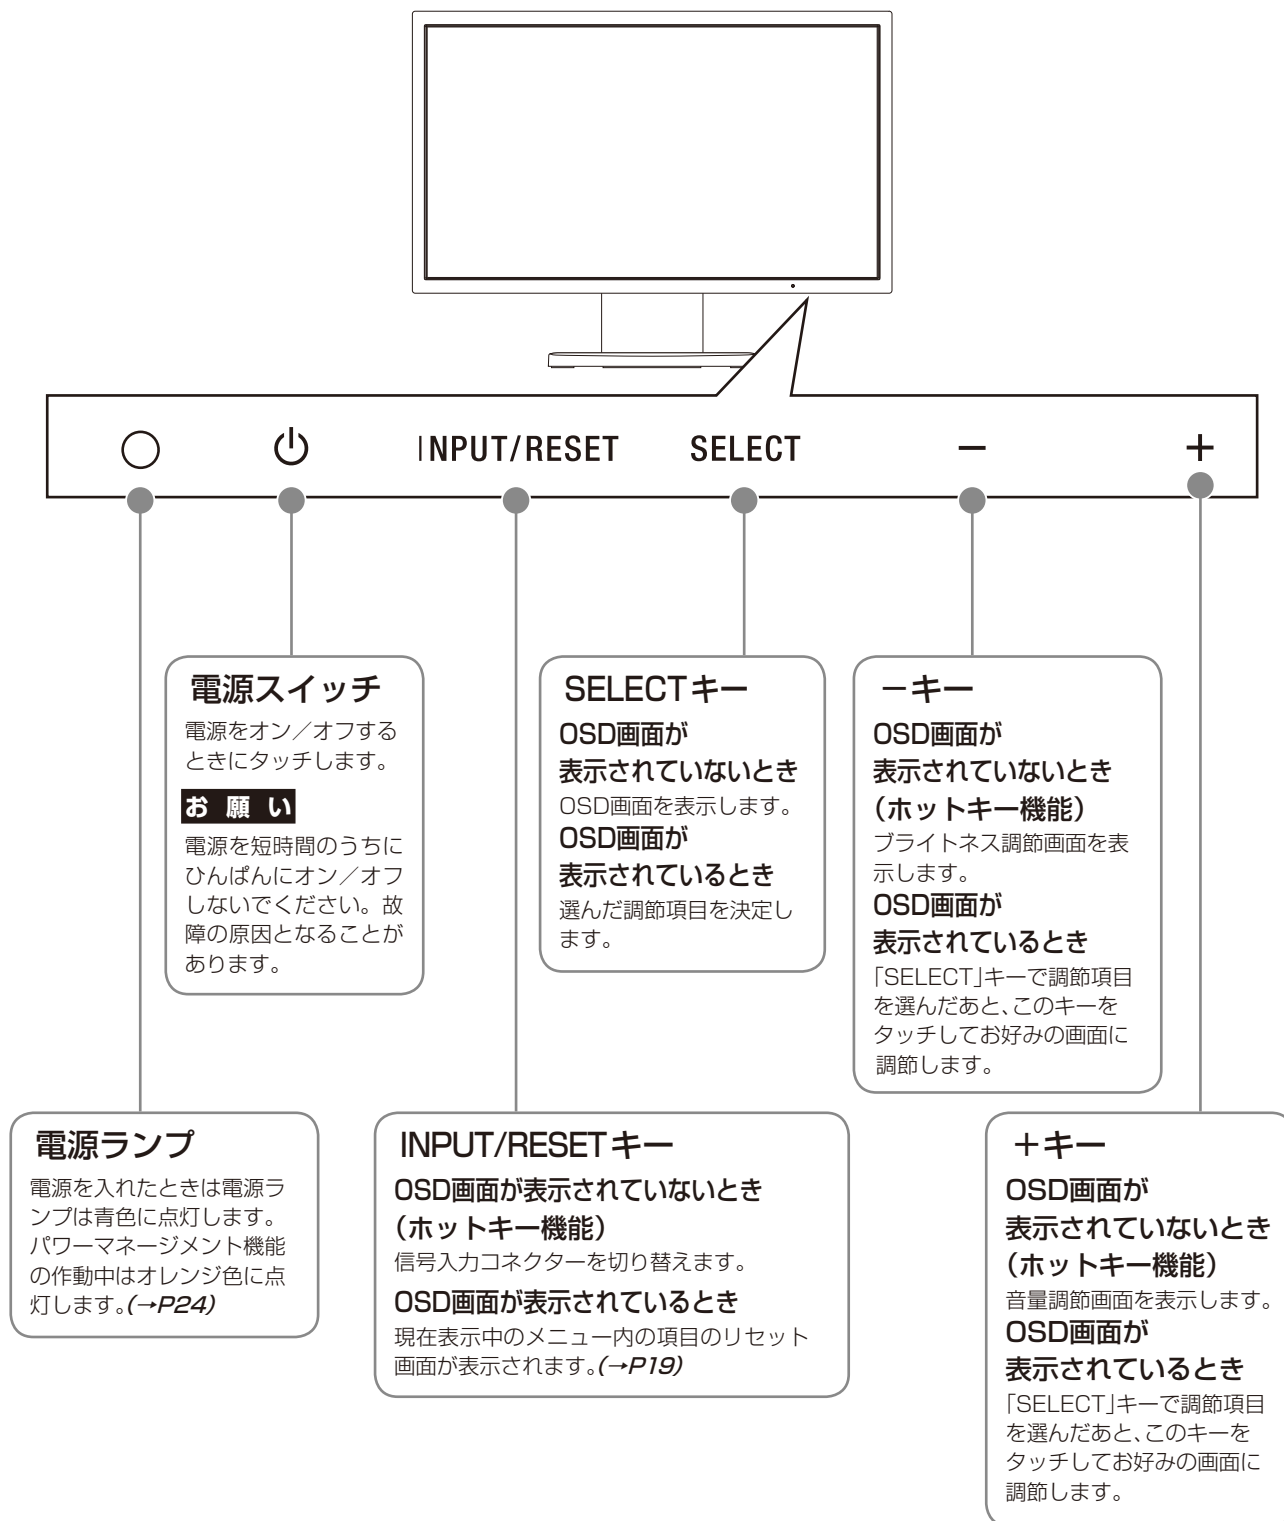 INPUT/RESET
SELECT
−
+
電源スイッチ
電源をオン／オフする
ときにタッチします。
お願い
電源を短時間のうちに
ひんぱんにオン／オフ
しないでください。故
障の原因となることが
あります。
SELECTキー
OSD画面が
表示されていないとき
OSD画面を表示します。
OSD画面が
表示されているとき
選んだ調節項目を決定し
ます。
−キー
OSD画面が
表示されていないとき
（ホットキー機能）
ブライトネス調節画面を表
示します。
OSD画面が
表示されているとき
「SELECT」キーで調節項目
を選んだあと、このキーを
タッチしてお好みの画面に
調節します。
電源ランプ
電源を入れたときは電源ラ
ンプは青色に点灯します。
パワーマネージメント機能
の作動中はオレンジ色に点
灯します。(→P24)
INPUT/RESETキー
OSD画面が表示されていないとき
（ホットキー機能）
信号入力コネクターを切り替えます。
OSD画面が表示されているとき
現在表示中のメニュー内の項目のリセット
画面が表示されます。(→P19)
＋キー
OSD画面が
表示されていないとき
（ホットキー機能）
音量調節画面を表示します。
OSD画面が
表示されているとき
「SELECT」キーで調節項目
を選んだあと、このキーを
タッチしてお好みの画面に
調節します。